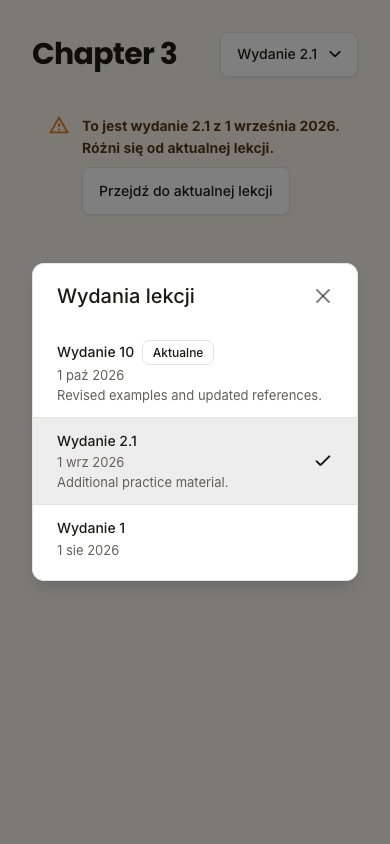 Chapter 3
Wydanie 2.1
To jest wydanie 2.1 z 1 września 2026.
Różni się od aktualnej lekcji.
Przejdź do aktualnej lekcji
Wydania lekcji
Wydanie 10 Aktualne
1 paź 2026
Revised examples and updated references.
Wydanie 2.1
1 wrz 2026
Additional practice material.
Wydanie 1
1 sie 2026